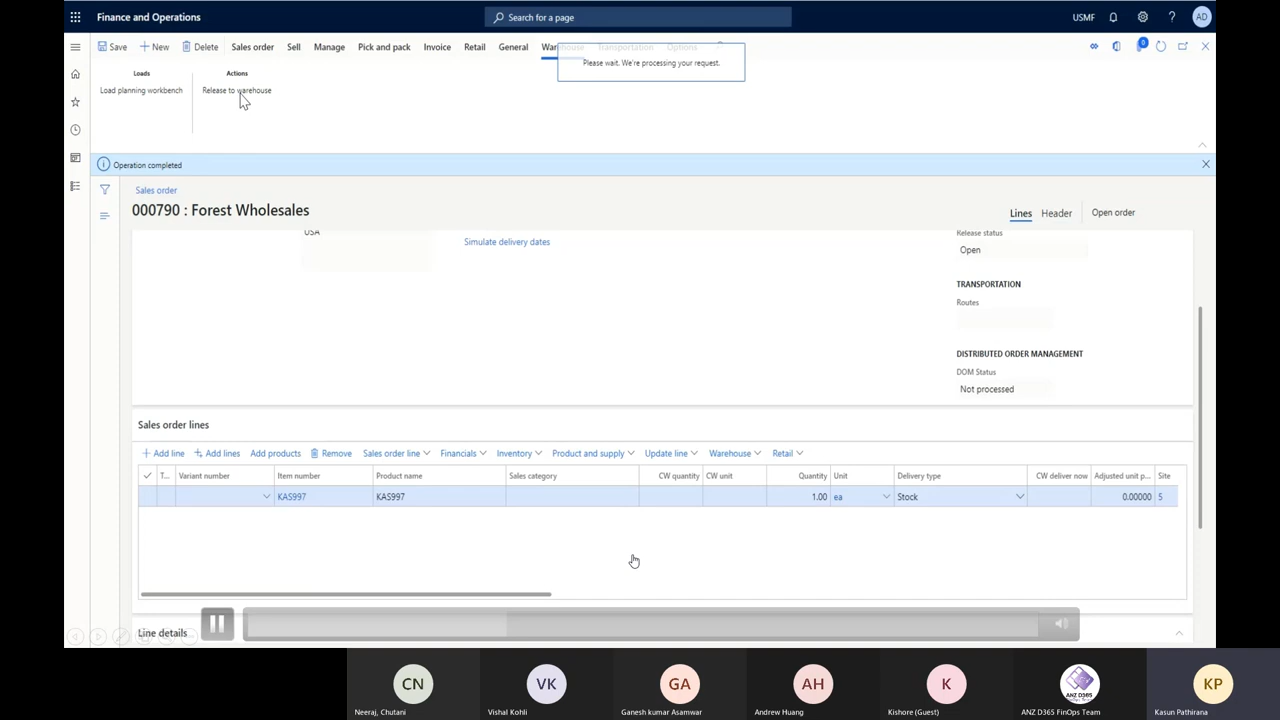 Finance and Operations
Search for a page
USMF
AD
Save New Delete Sales order Sell Manage Pick and pack Invoice Retail General Warehouse Transportation Options
0
Please wait. We're processing your request.
Loads
Actions
Load planning workbench
Release to warehouse
Operation completed
Sales order
000790 : Forest Wholesales
Lines Header Open order
USA
Simulate delivery dates
Release status
Open
TRANSPORTATION
Routes
DISTRIBUTED ORDER MANAGEMENT
DOM Status
Not processed
Sales order lines
Add line Add lines Add products Remove Sales order line Financials Inventory Product and supply Update line Warehouse Retail
T... Variant number Item number Product name Sales category CW quantity CW unit Quantity Unit Delivery type CW deliver now Adjusted unit p... Site
KAS997 KAS997 1.00 ea Stock 0.00000 5
Line details
CN VK GA AH K ANZ D365 KP
Neeraj, Chutani Vishal Kohli Ganesh kumar Asamwar Andrew Huang Kishore (Guest) ANZ D365 FinOps Team Kasun Pathirana